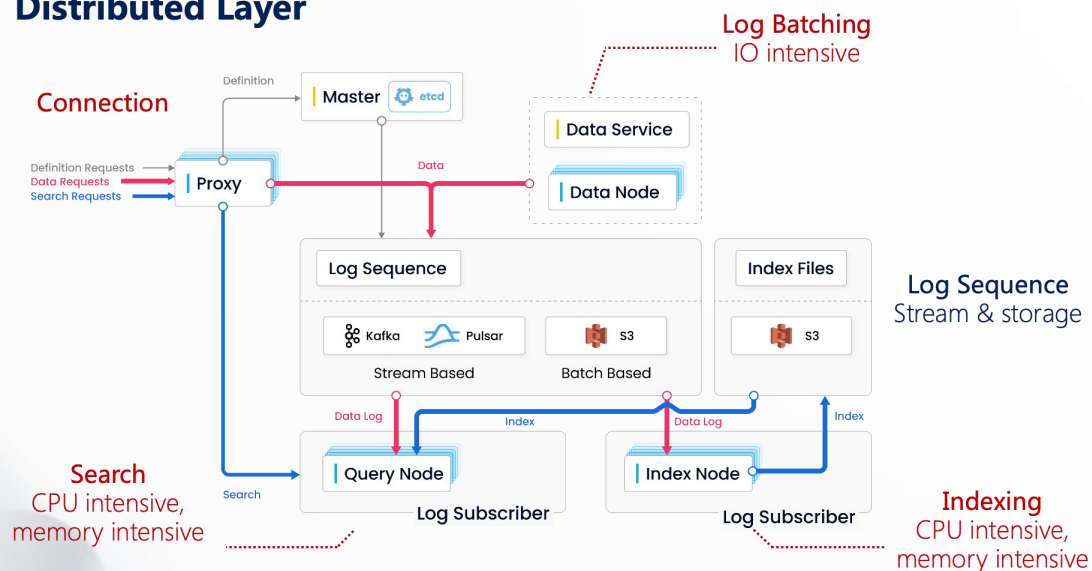 Distributed Layer
Log Batching
IO intensive
Connection
Definition
Master
etcd
Data Service
Data Node
Data
Definition Requests
Data Requests
Search Requests
Proxy
Log Sequence
Index Files
Log Sequence
Stream & storage
Kafka
Pulsar
S3
S3
Stream Based
Batch Based
Data Log
Index
Data Log
Index
Query Node
Index Node
Search
Log Subscriber
Log Subscriber
Search
CPU intensive,
memory intensive
Indexing
CPU intensive,
memory intensive